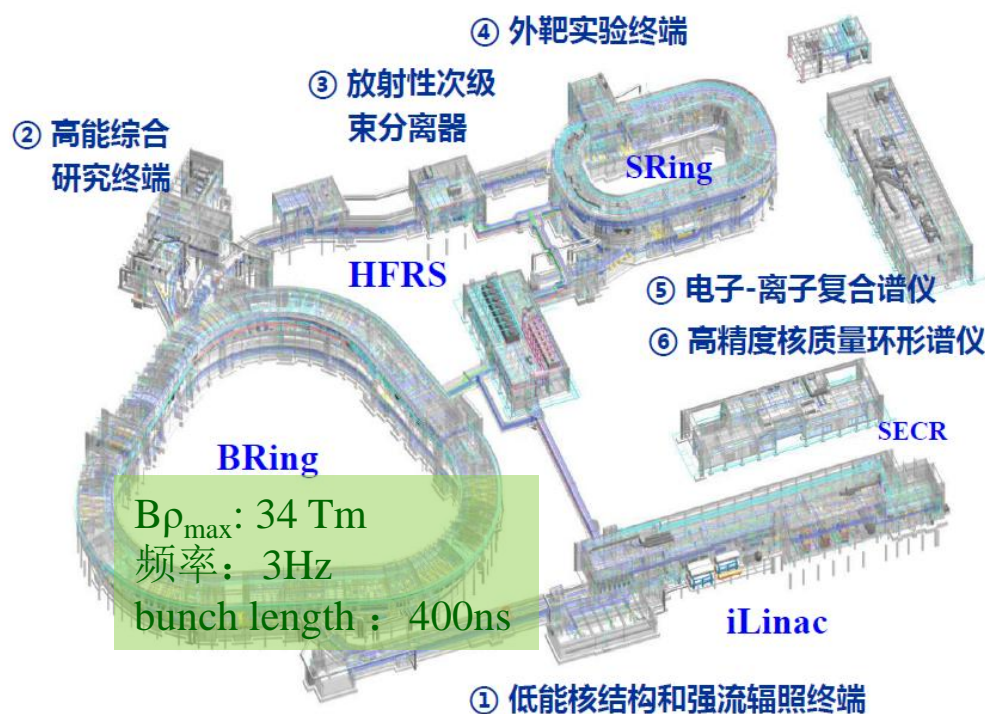 ④ 外靶实验终端
③ 放射性次级
束分离器
② 高能综合
研究终端
SRing
HFRS
⑤ 电子-离子复合谱仪
⑥ 高精度核质量环形谱仪
SECR
BRing
Bρmax: 34 Tm
频率：3Hz
bunch length：400ns
iLinac
① 低能核结构和强流辐照终端